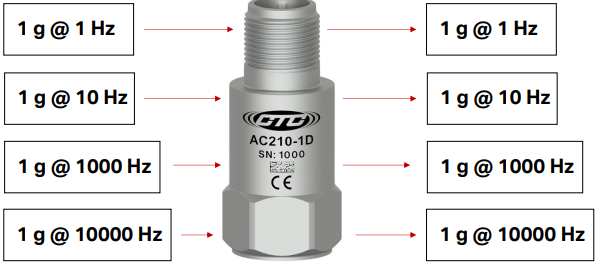 1 g @ 1 Hz
1 g @ 1 Hz
1 g @ 10 Hz
1 g @ 10 Hz
CTC
AC210-1D
SN: 1000
CE
1 g @ 1000 Hz
1 g @ 1000 Hz
1 g @ 10000 Hz
1 g @ 10000 Hz